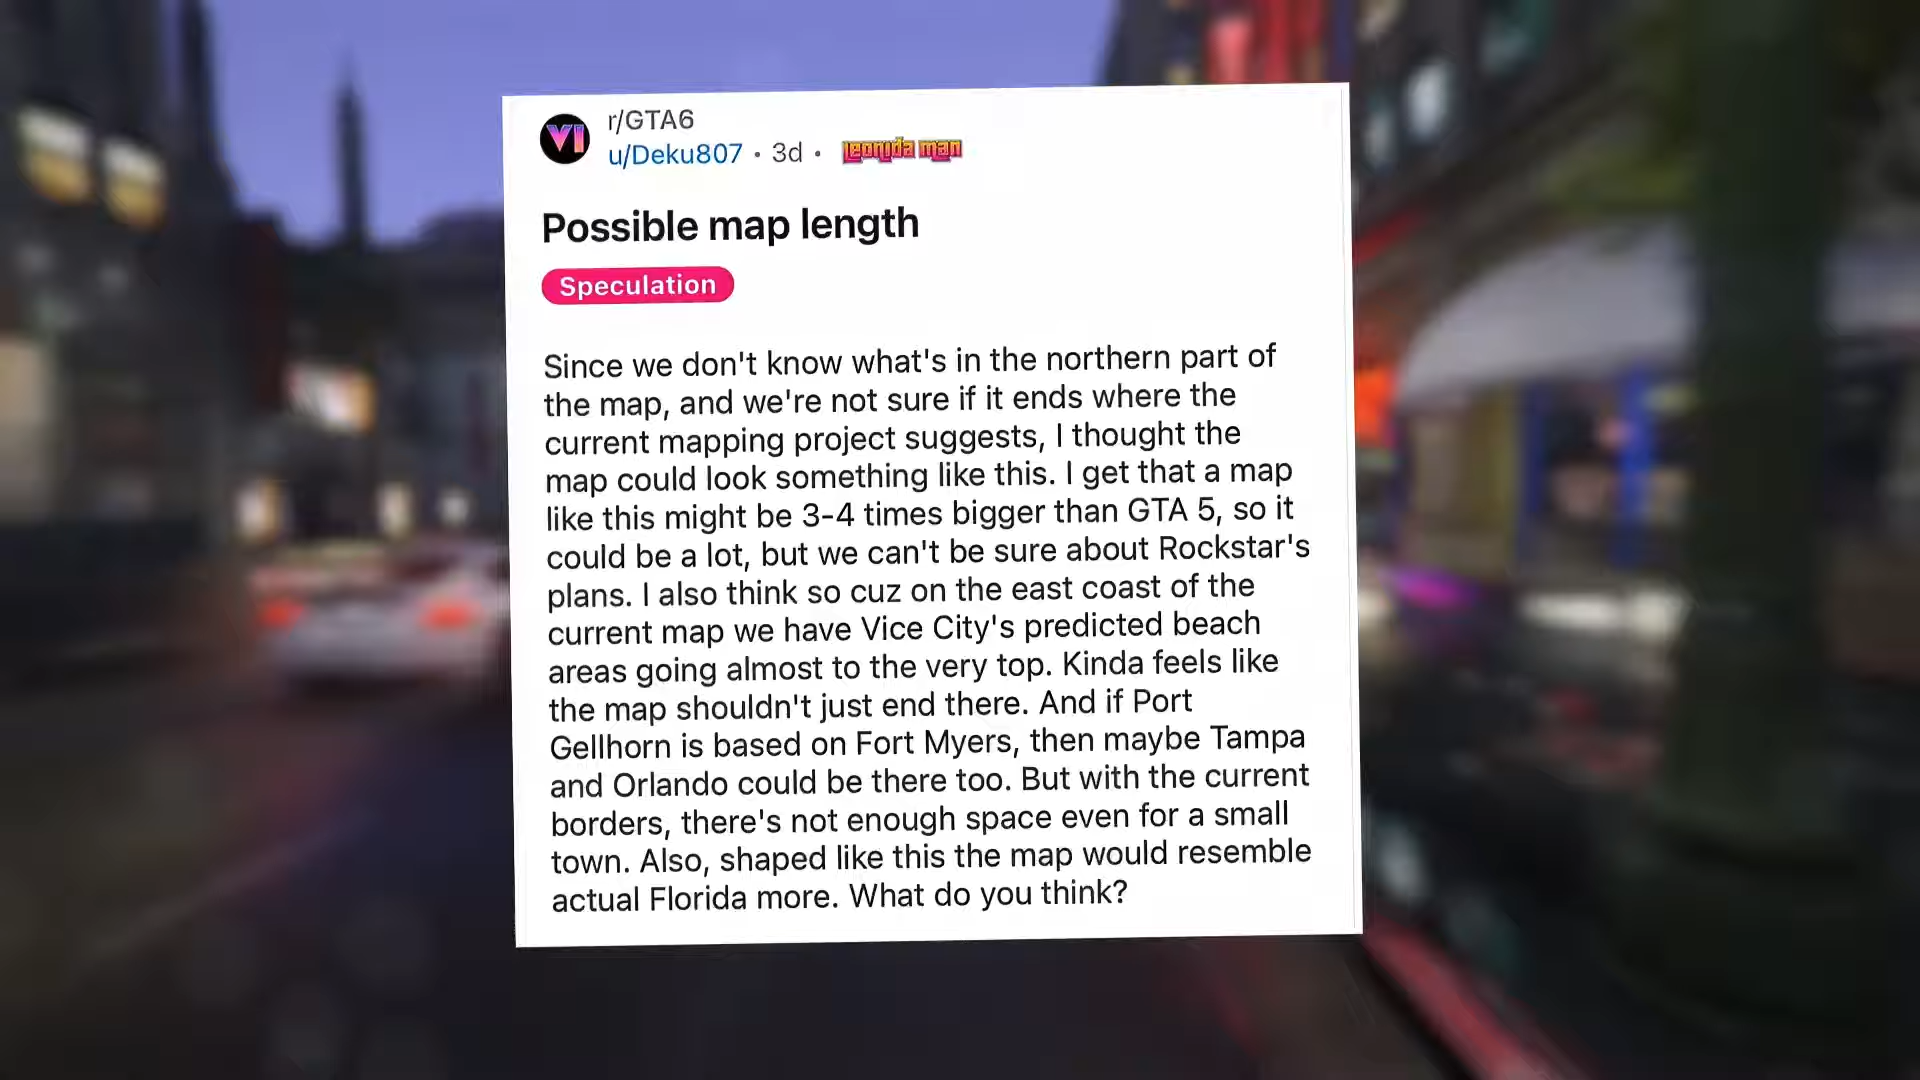 VI
r/GTA6
u/Deku807 · 3d · Leonida man
Possible map length
Speculation
Since we don't know what's in the northern part of
the map, and we're not sure if it ends where the
current mapping project suggests, I thought the
map could look something like this. I get that a map
like this might be 3-4 times bigger than GTA 5, so it
could be a lot, but we can't be sure about Rockstar's
plans. I also think so cuz on the east coast of the
current map we have Vice City's predicted beach
areas going almost to the very top. Kinda feels like
the map shouldn't just end there. And if Port
Gellhorn is based on Fort Myers, then maybe Tampa
and Orlando could be there too. But with the current
borders, there's not enough space even for a small
town. Also, shaped like this the map would resemble
actual Florida more. What do you think?